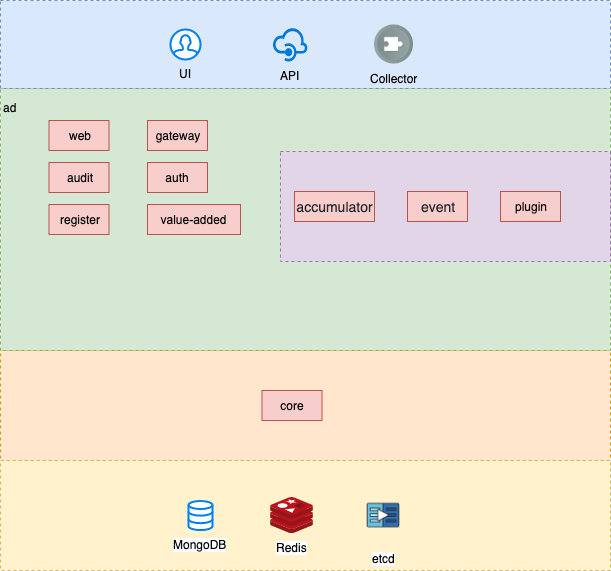 UI
API
Collector
ad
web
gateway
audit
auth
register
value-added
accumulator
event
plugin
core
MongoDB
Redis
etcd